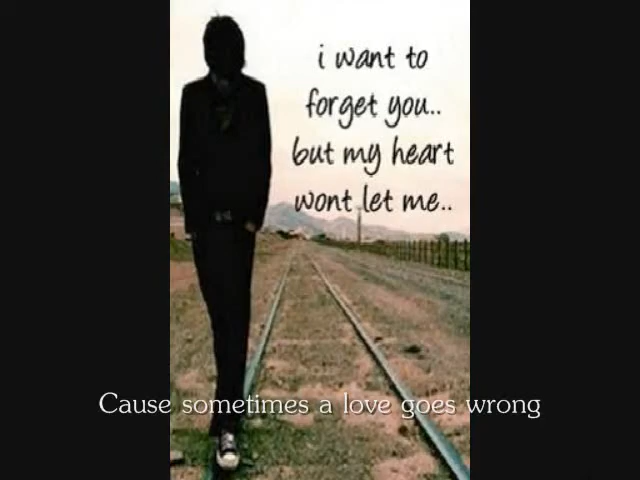 i want to
forget you..
but my heart
wont let me..
Cause sometimes a love goes wrong